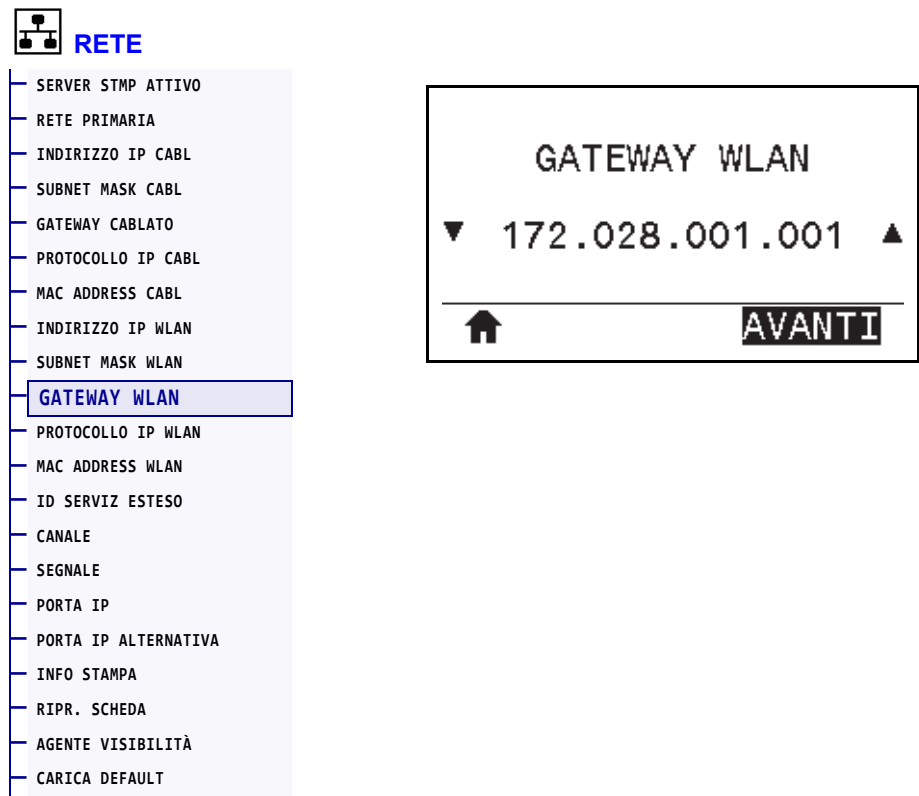 RETE
SERVER STMP ATTIVO
RETE PRIMARIA
INDIRIZZO IP CABL
SUBNET MASK CABL
GATEWAY CABLATO
PROTOCOLLO IP CABL
MAC ADDRESS CABL
INDIRIZZO IP WLAN
SUBNET MASK WLAN
GATEWAY WLAN
PROTOCOLLO IP WLAN
MAC ADDRESS WLAN
ID SERVIZ ESTESO
CANALE
SEGNALE
PORTA IP
PORTA IP ALTERNATIVA
INFO STAMPA
RIPR. SCHEDA
AGENTE VISIBILITÀ
CARICA DEFAULT
GATEWAY WLAN
▼ 172.028.001.001 ▲
AVANTI